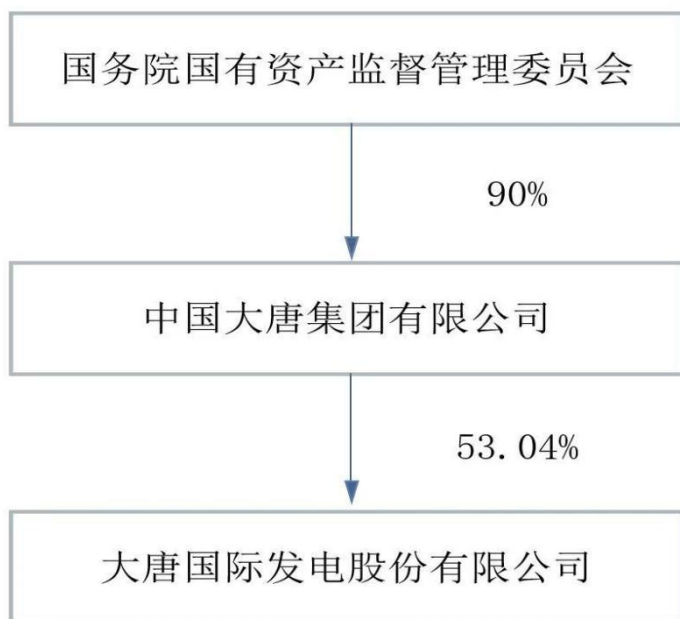 国务院国有资产监督管理委员会
90%
中国大唐集团有限公司
53.04%
大唐国际发电股份有限公司